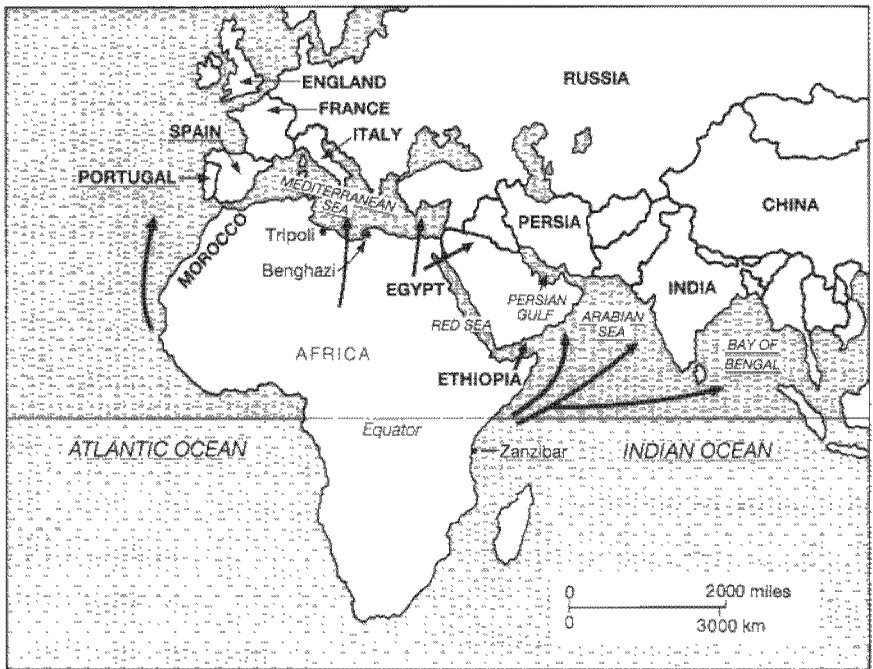 RUSSIA
ENGLAND
FRANCE
ITALY
SPAIN
PORTUGAL
MEDITERRANEAN
SEA
CHINA
PERSIA
MOROCCO
Tripoli
Benghazi
EGYPT
INDIA
PERSIAN
GULF
ARABIAN
SEA
RED SEA
BAY OF
BENGAL
AFRICA
ETHIOPIA
Equator
ATLANTIC OCEAN
Zanzibar
INDIAN OCEAN
0 2000 miles
0 3000 km